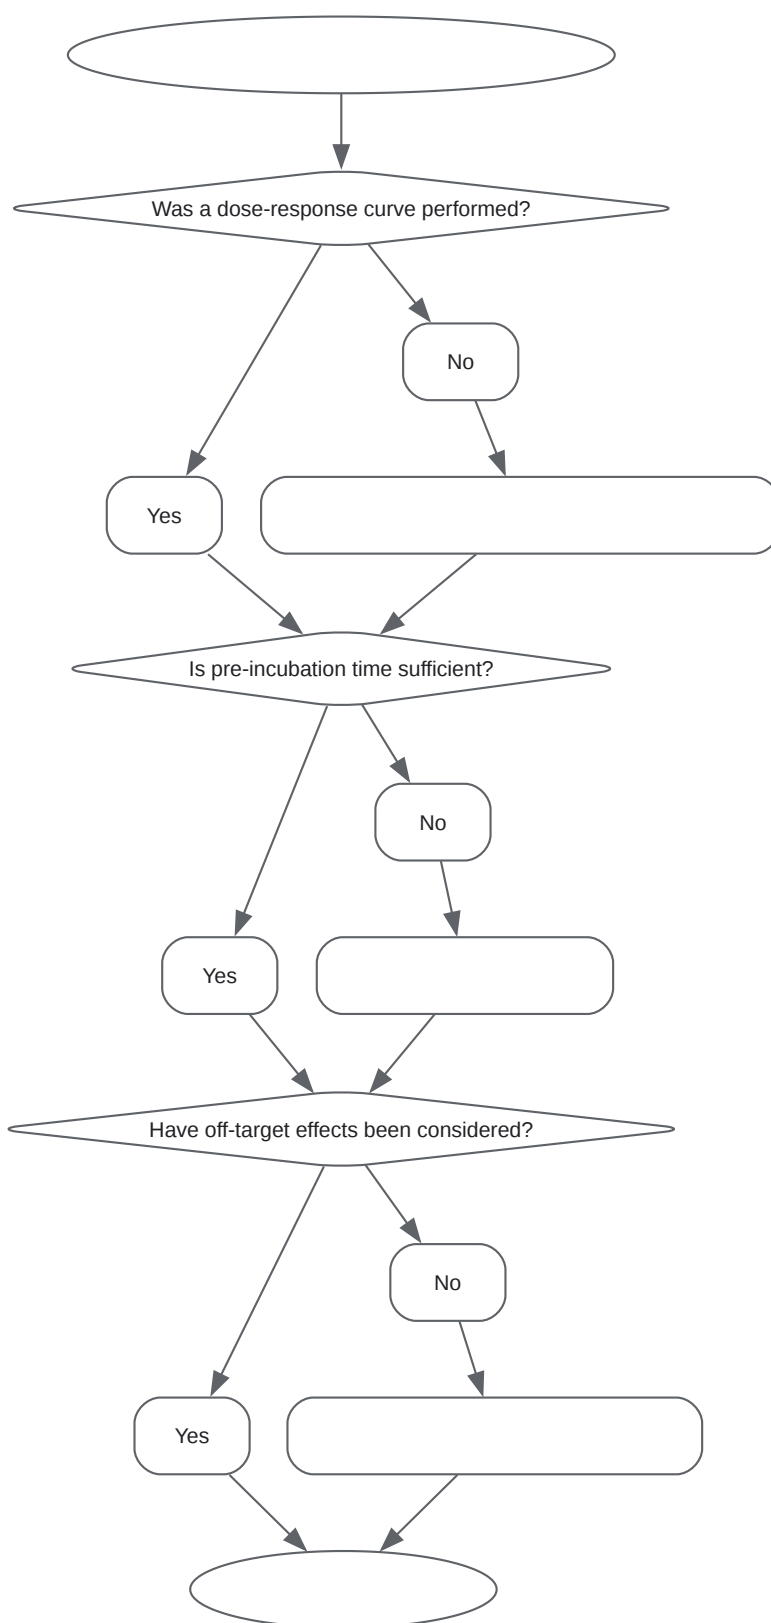 Was a dose-response curve performed?
No
Yes
Is pre-incubation time sufficient?
No
Yes
Have off-target effects been considered?
No
Yes